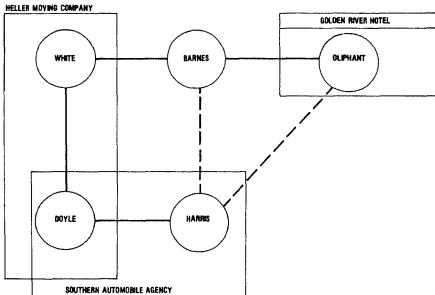 HELLER MOVING COMPANY
GOLDEN RIVER HOTEL
WHITE
BARNES
OLIPHANT
DOYLE
HARRIS
SOUTHERN AUTOMOBILE AGENCY